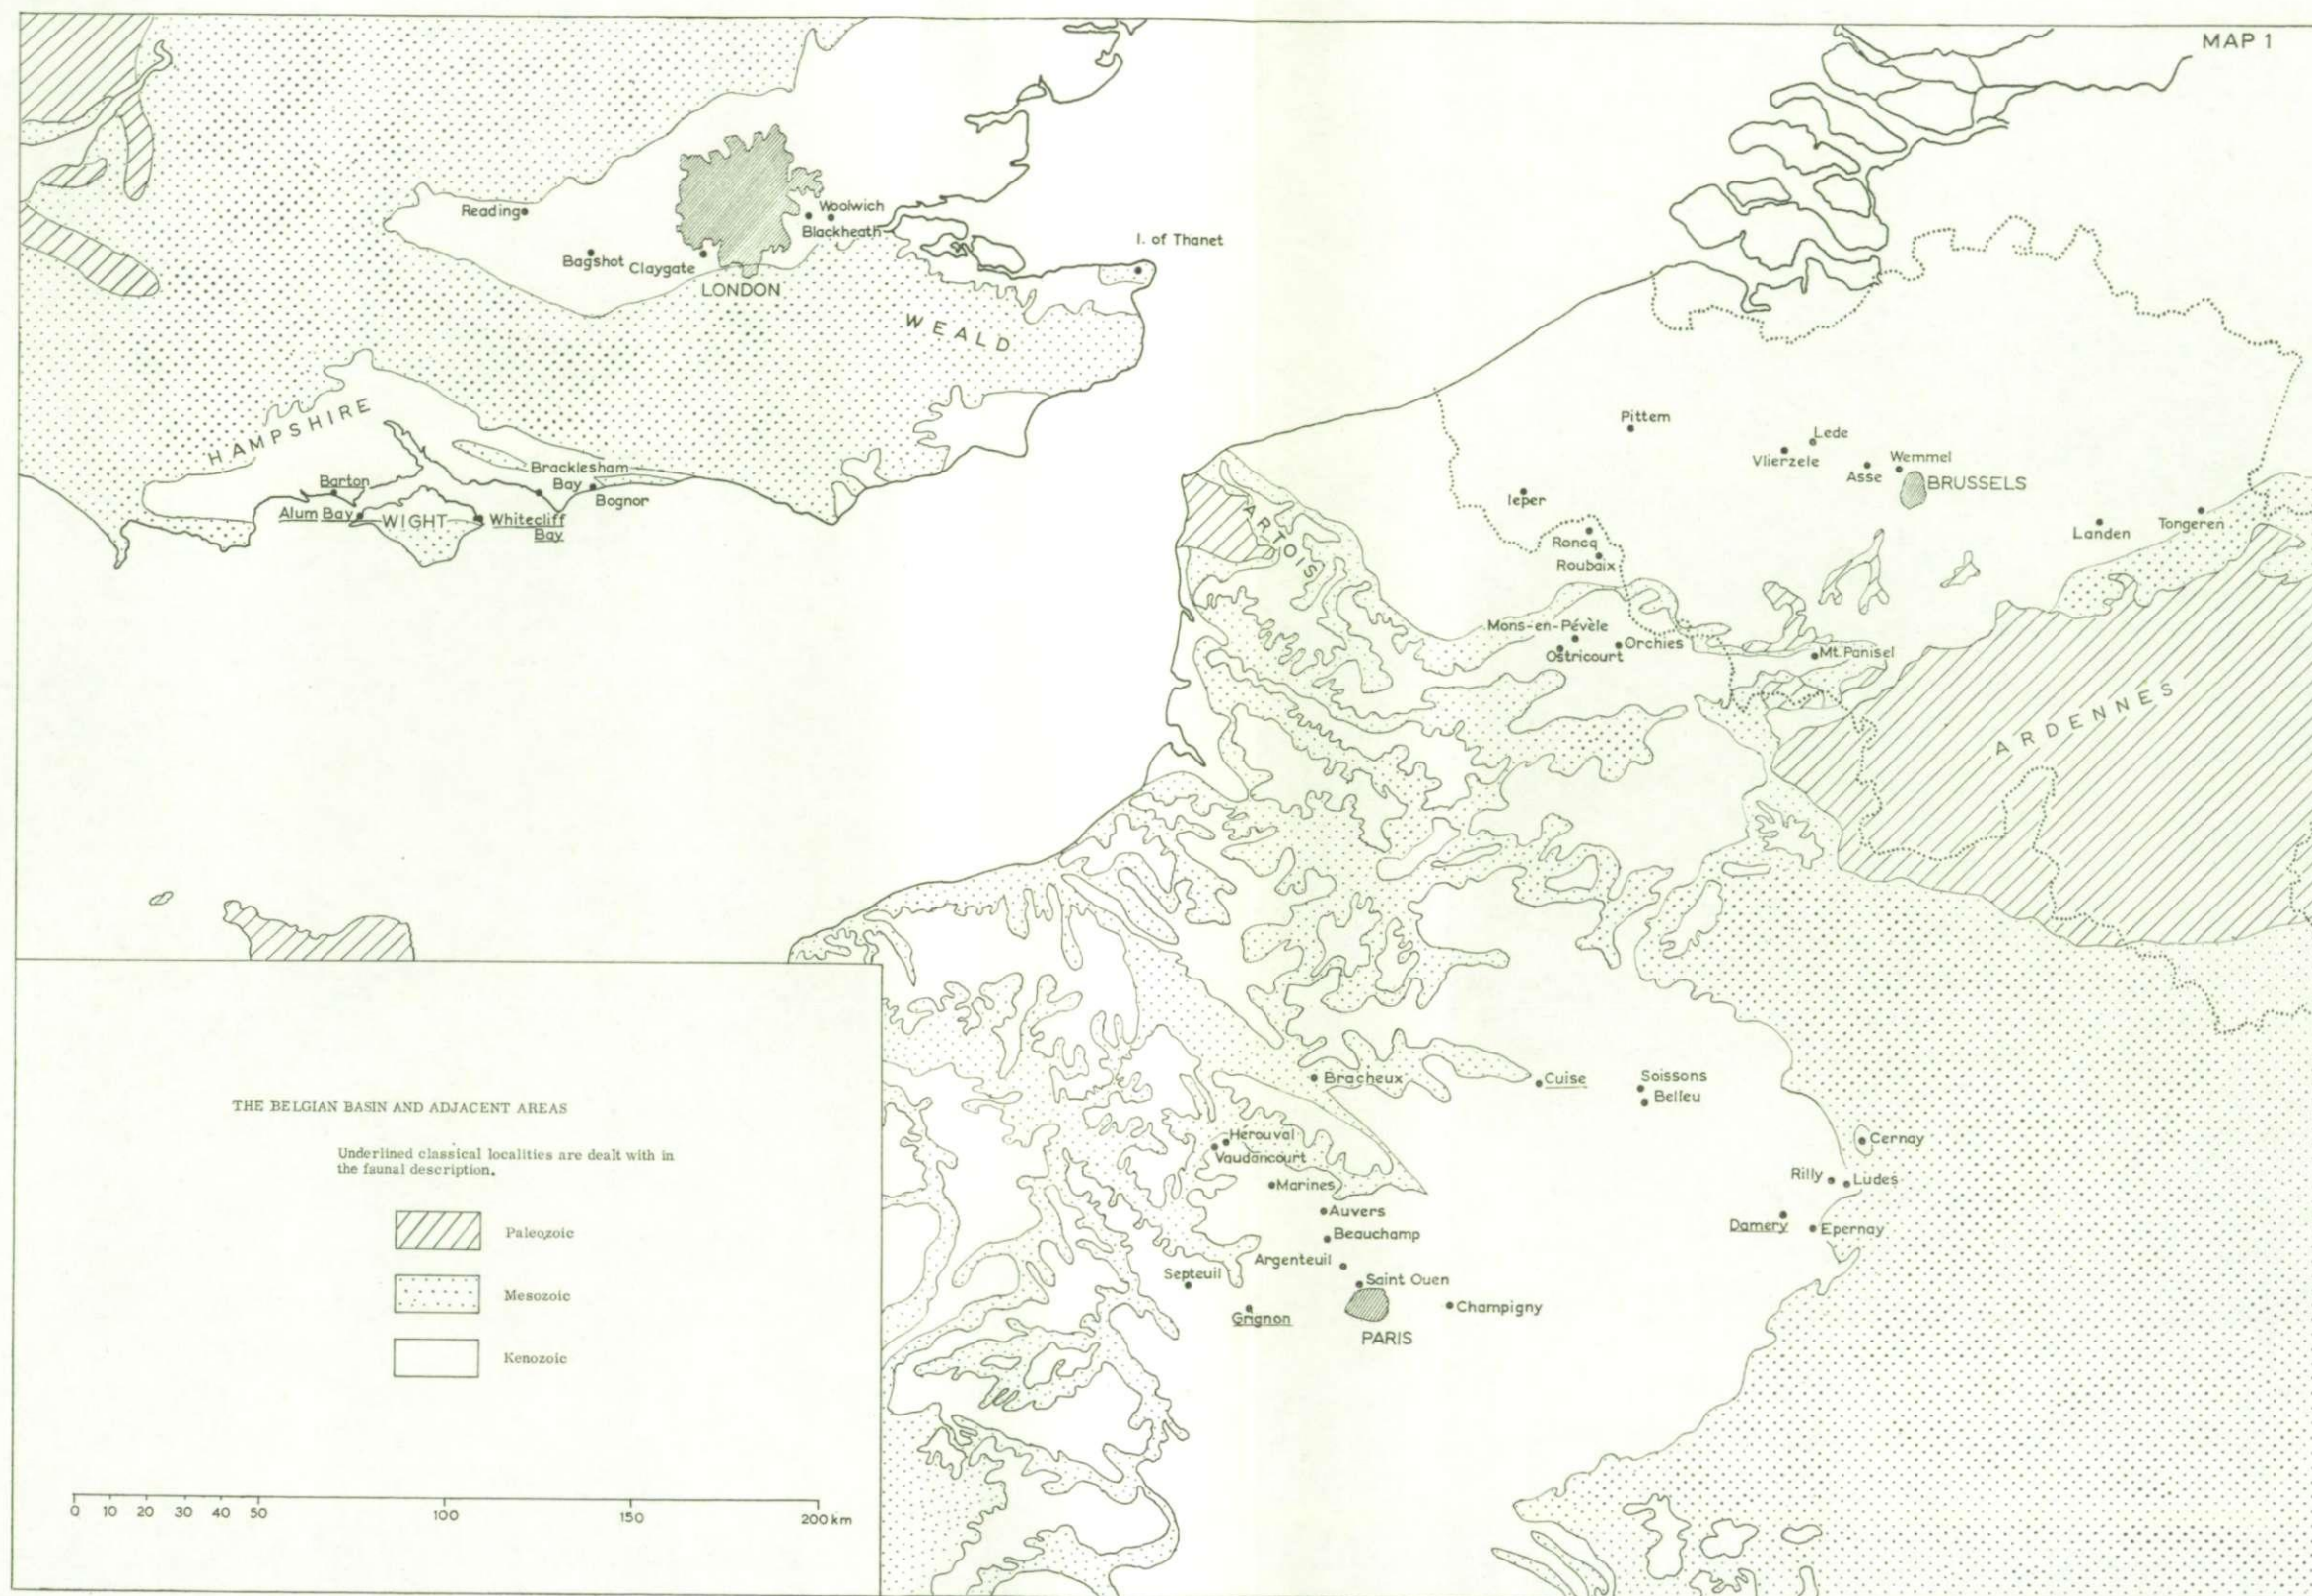 MAP 1
Reading
Woolwich
Blackheath
I. of Thanet
Bagshot
Claygate
LONDON
WEALD
HAMPSHIRE
Bracklesham
Bay
Bognor
Barton
Alum Bay
WIGHT
Whitecliff
Bay
Pittem
Lede
Vlierzele
Wemmel
Asse
BRUSSELS
Ieper
ARTOIS
Roncq
Roubaix
Landen
Tongeren
Mons-en-Pévèle
Orchies
Ostricourt
Mt. Panisel
ARDENNES
Bracheux
Cuise
Soissons
Belleu
Hérouval
Vaudancourt
Marines
Cernay
Rilly
Ludes
Auvers
Damery
Epernay
Beauchamp
Argenteuil
Septeuil
Saint Ouen
Grignon
Champigny
PARIS
THE BELGIAN BASIN AND ADJACENT AREAS
Underlined classical localities are dealt with in
the faunal description.
Paleozoic
Mesozoic
Kenozoic
0 10 20 30 40 50 100 150 200 km